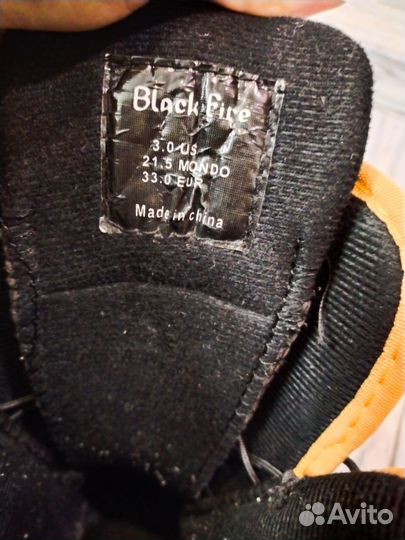 Black Fire
3.0 US
21.5 MONDO
33.0 EUR
Made in china
Avito